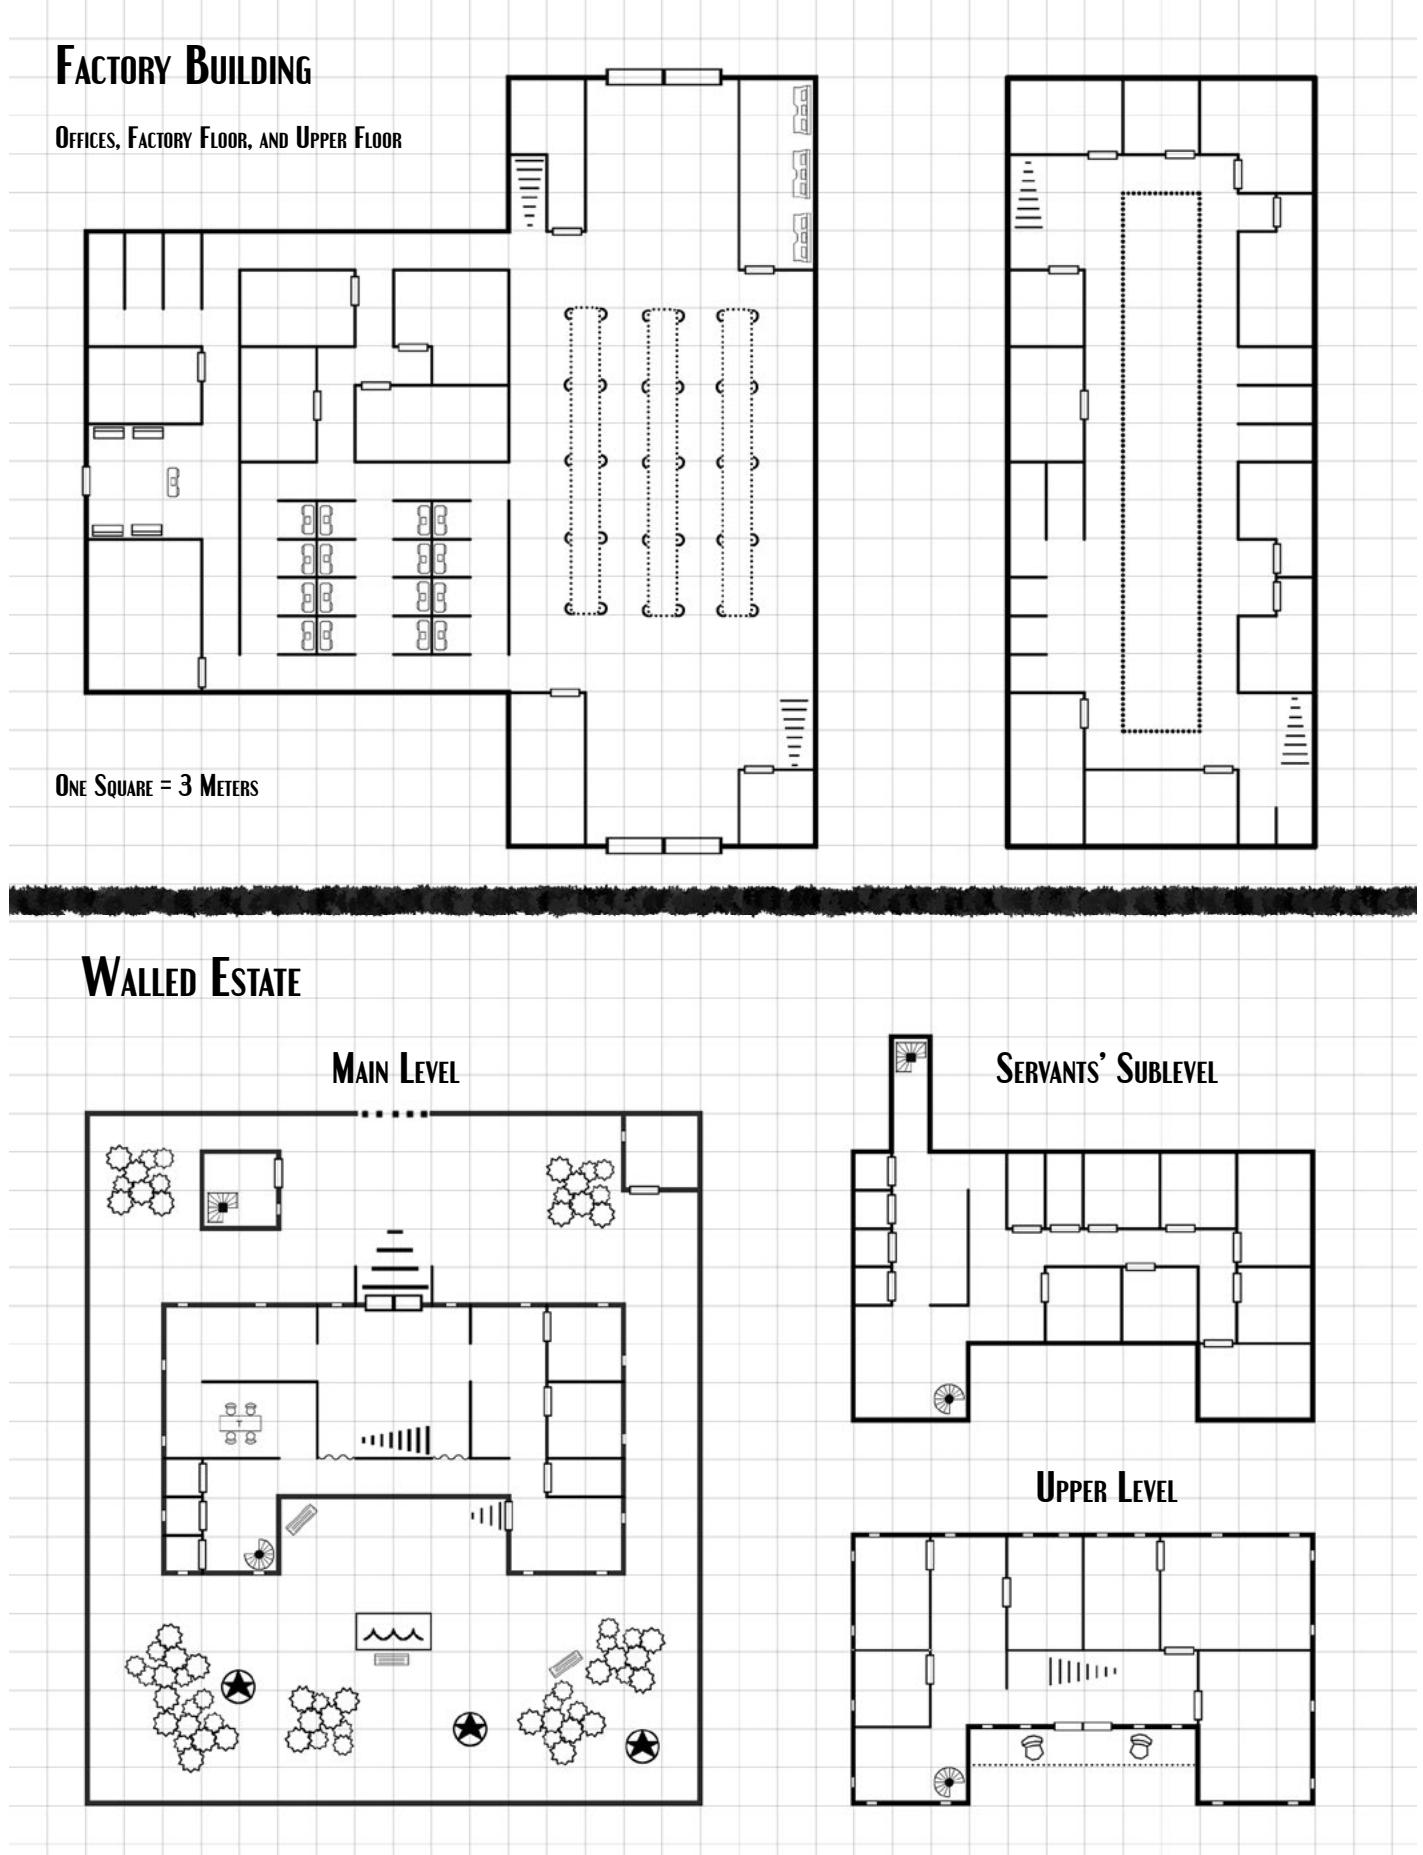 Factory Building
Offices, Factory Floor, and Upper Floor
One Square = 3 Meters
Walled Estate
Main Level
Servants' Sublevel
T
Upper Level